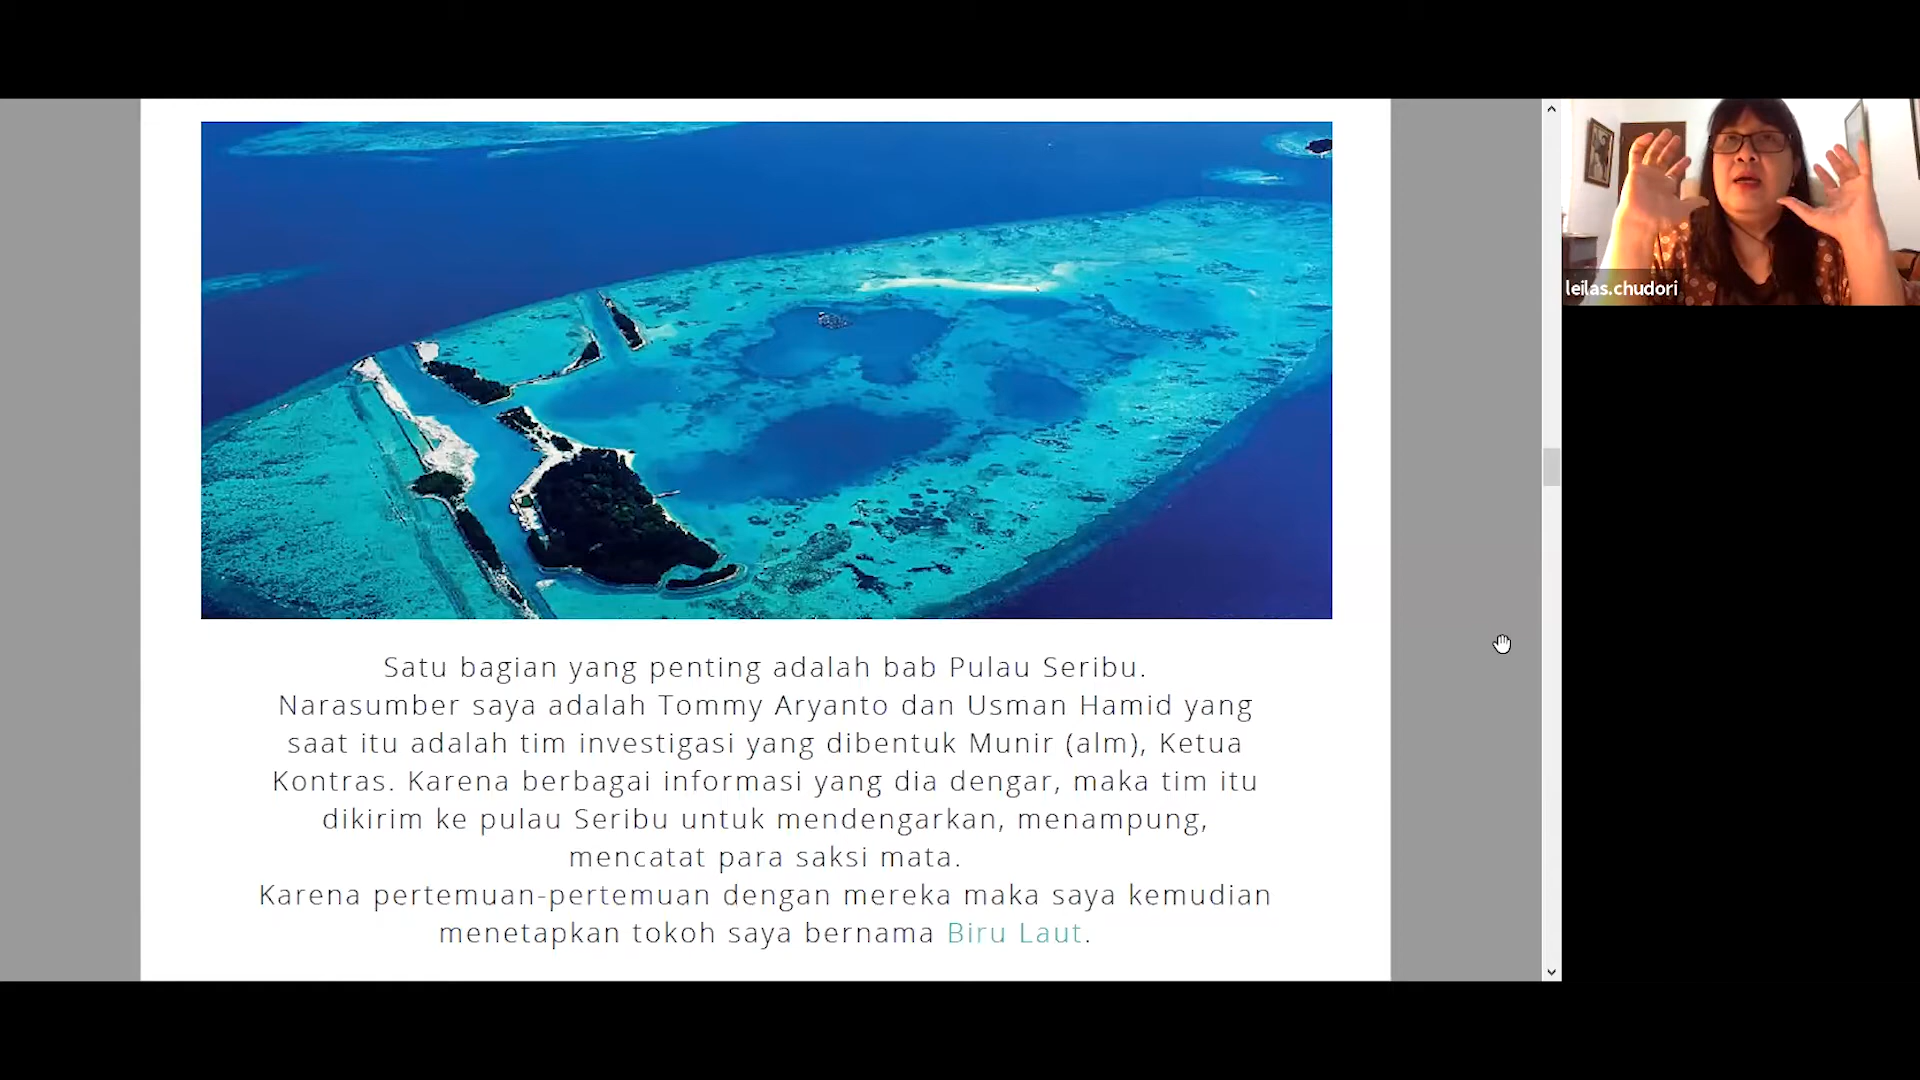 leilas.chudori
Satu bagian yang penting adalah bab Pulau Seribu.
Narasumber saya adalah Tommy Aryanto dan Usman Hamid yang
saat itu adalah tim investigasi yang dibentuk Munir (alm), Ketua
Kontras. Karena berbagai informasi yang dia dengar, maka tim itu
dikirim ke pulau Seribu untuk mendengarkan, menampung,
mencatat para saksi mata.
Karena pertemuan-pertemuan dengan mereka maka saya kemudian
menetapkan tokoh saya bernama Biru Laut.